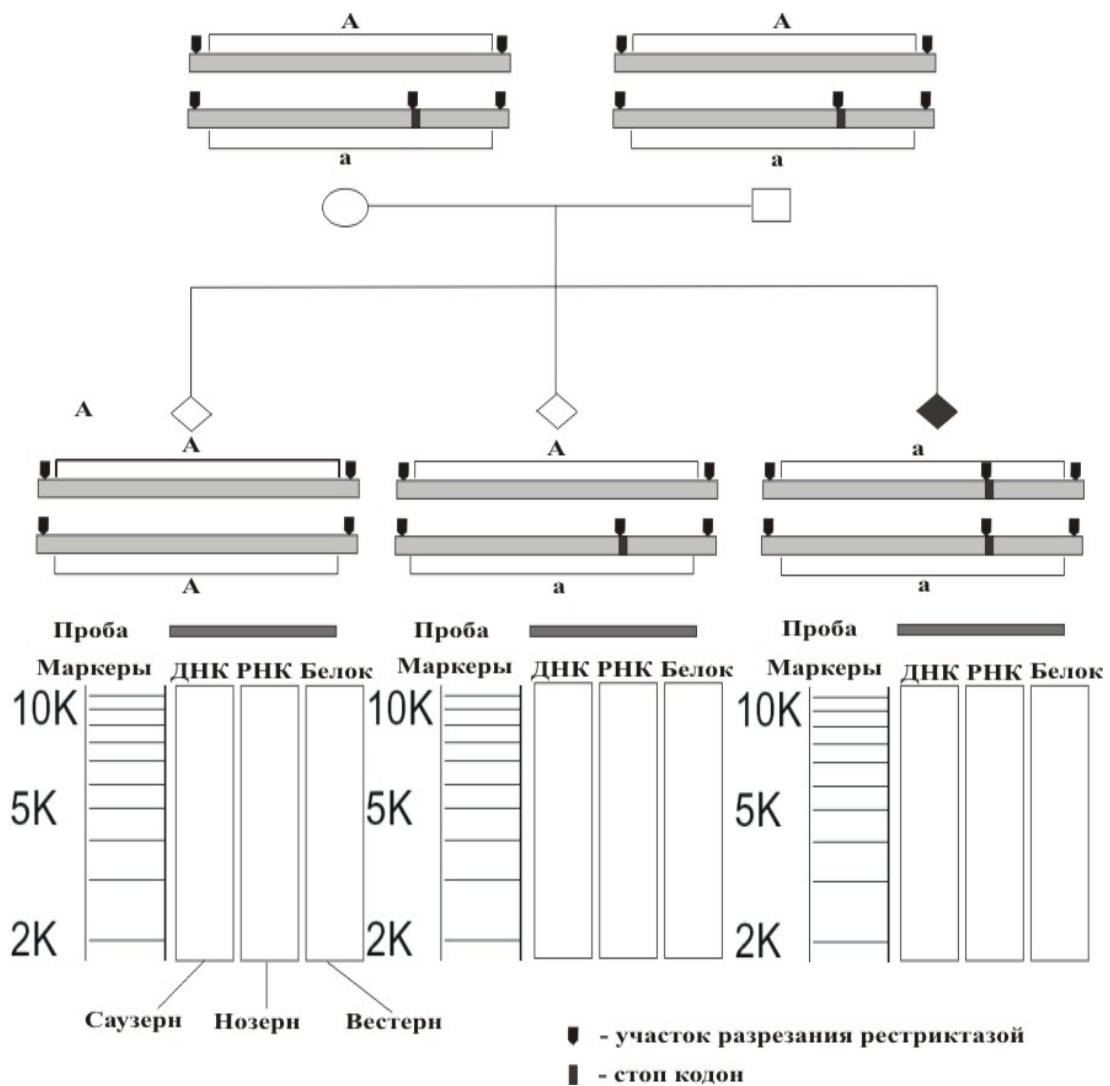 A A
a a
A
A A a
A a a
Проба Проба Проба
Маркеры ДНК РНК Белок Маркеры ДНК РНК Белок Маркеры ДНК РНК Белок
10K 10K 10K
5K 5K 5K
2K 2K 2K
Саузерн Нозерн Вестерн
- участок разрезания рестриктазой
- стоп кодон